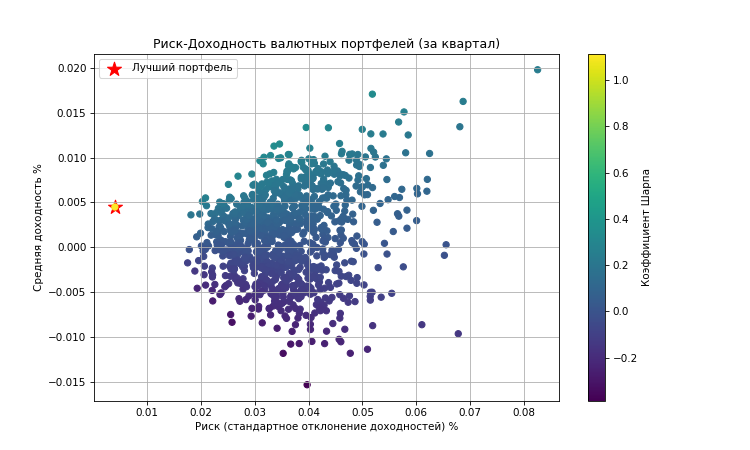 Риск-Доходность валютных портфелей (за квартал)
Лучший портфель
Средняя доходность %
0.020
0.015
0.010
0.005
0.000
−0.005
−0.010
−0.015
0.01 0.02 0.03 0.04 0.05 0.06 0.07 0.08
Риск (стандартное отклонение доходностей) %
1.0
0.8
0.6
0.4
0.2
0.0
−0.2
Коэффициент Шарпа